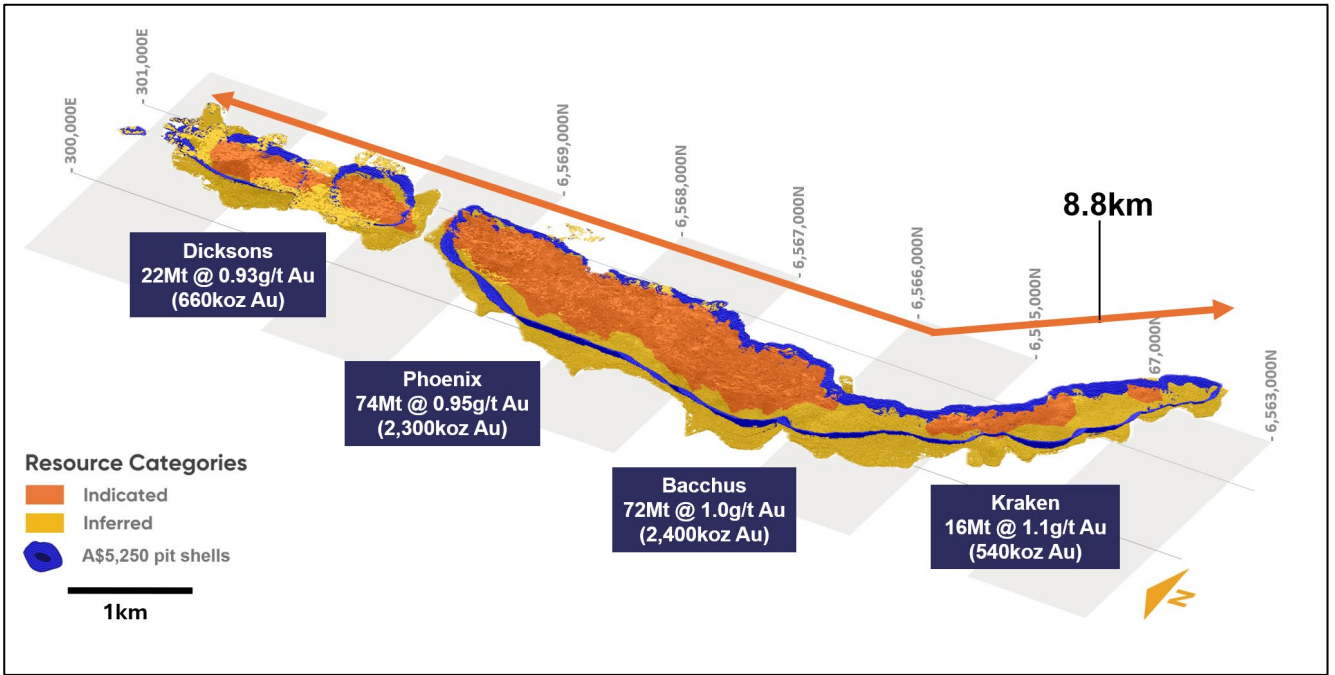 - 301,000E
- 300,000E
- 6,569,000N
- 6,568,000N
- 6,567,000N
- 6,566,000N
- 6,563,000N
8.8km
Dicksons
22Mt @ 0.93g/t Au
(660koz Au)
Phoenix
74Mt @ 0.95g/t Au
(2,300koz Au)
Bacchus
72Mt @ 1.0g/t Au
(2,400koz Au)
Kraken
16Mt @ 1.1g/t Au
(540koz Au)
Resource Categories
Indicated
Inferred
A$5,250 pit shells
1km
N